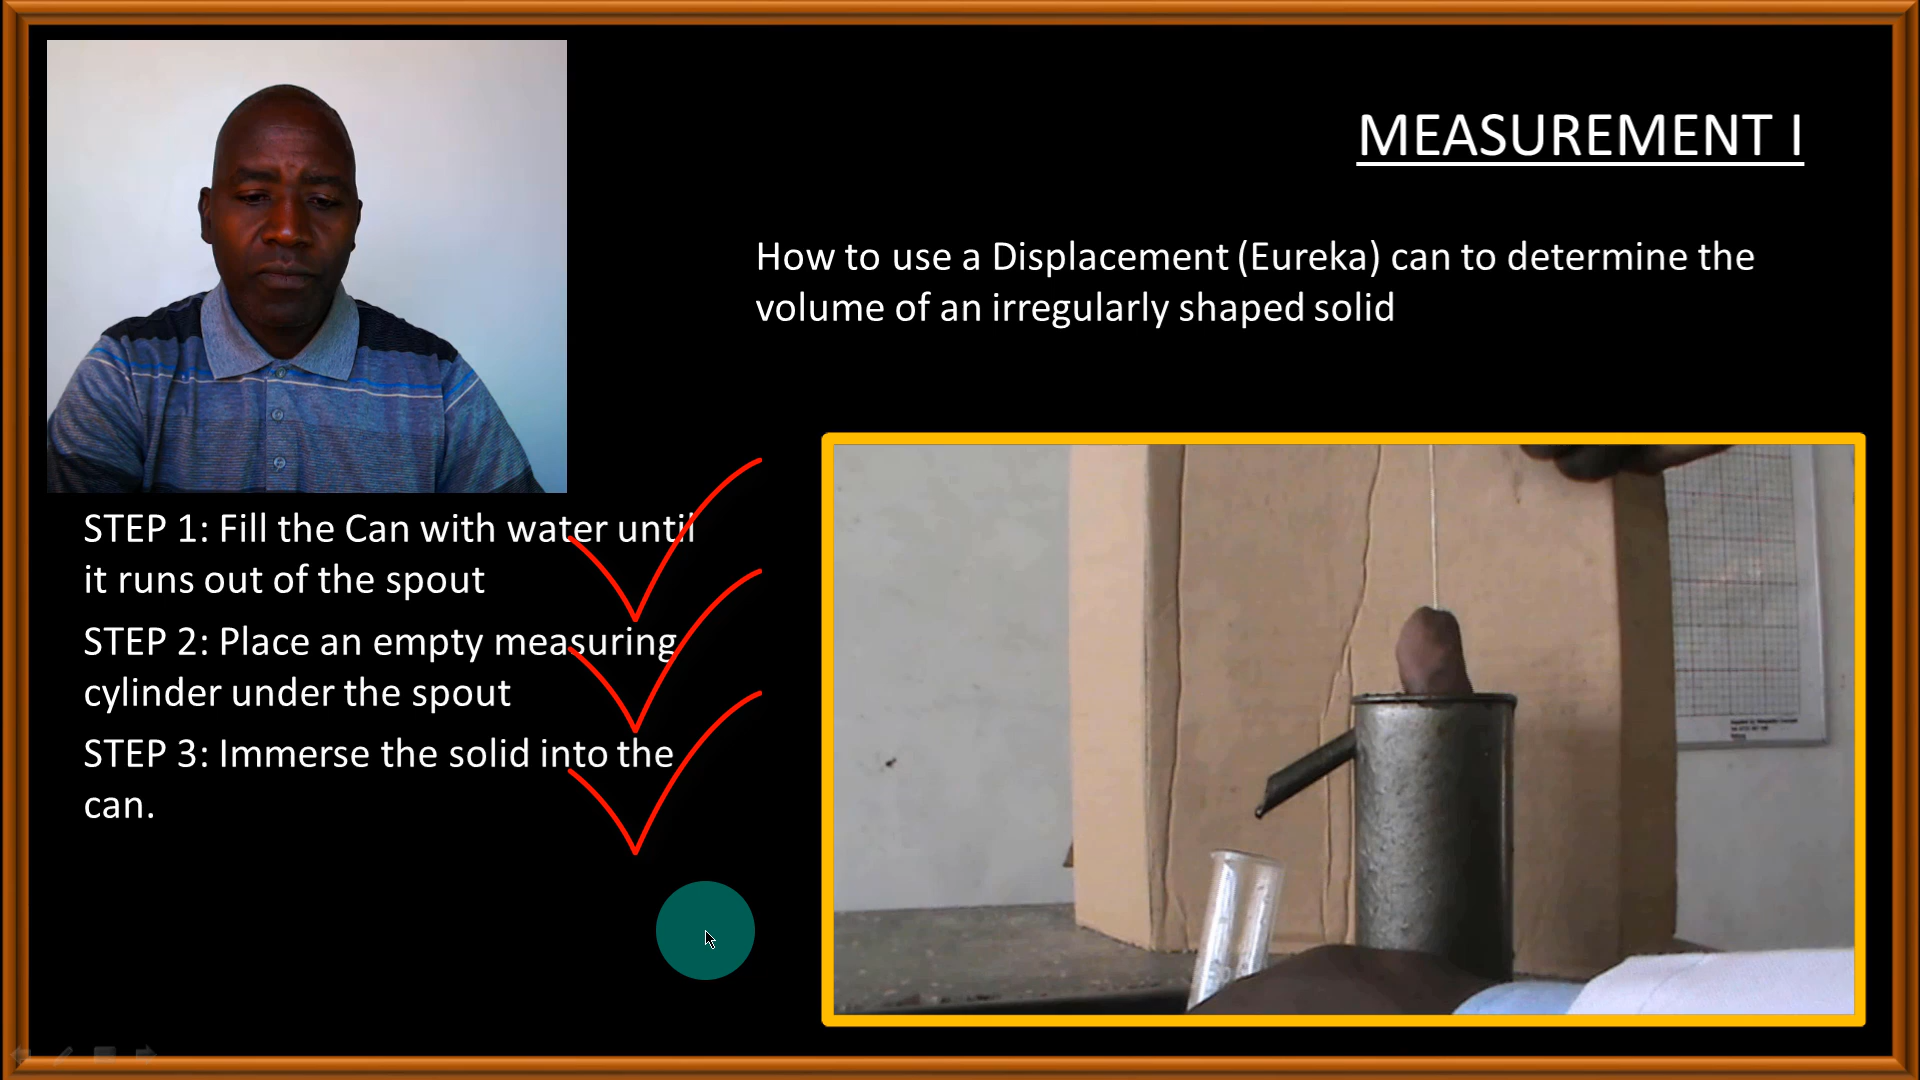 MEASUREMENT I
How to use a Displacement (Eureka) can to determine the
volume of an irregularly shaped solid
STEP 1: Fill the Can with water until
it runs out of the spout
STEP 2: Place an empty measuring
cylinder under the spout
STEP 3: Immerse the solid into the
can.